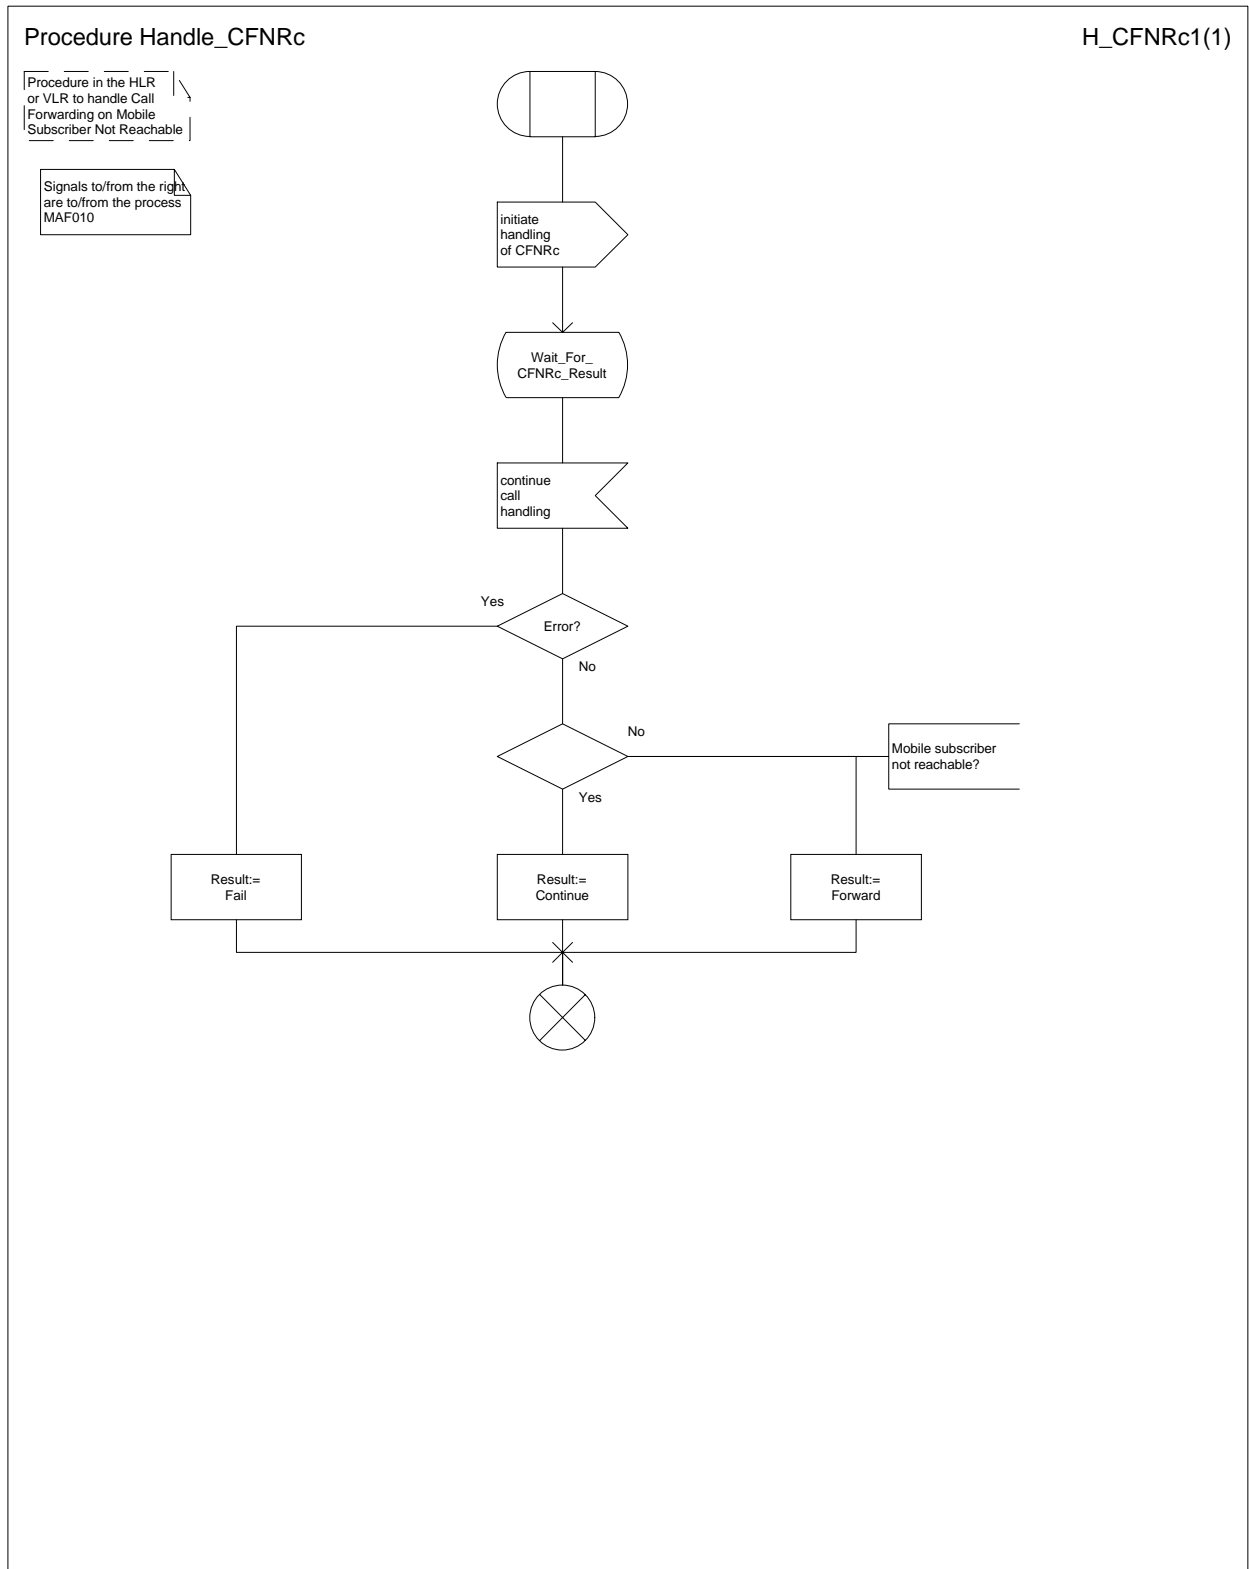 Procedure Handle_CFNRc
H_CFNRc1(1)
Procedure in the HLR
or VLR to handle Call
Forwarding on Mobile
Subscriber Not Reachable
Signals to/from the right
are to/from the process
MAF010
initiate
handling
of CFNRc
Wait_For_
CFNRc_Result
continue
call
handling
Yes
Error?
No
No
Mobile subscriber
not reachable?
Yes
Result:=
Fail
Result:=
Continue
Result:=
Forward